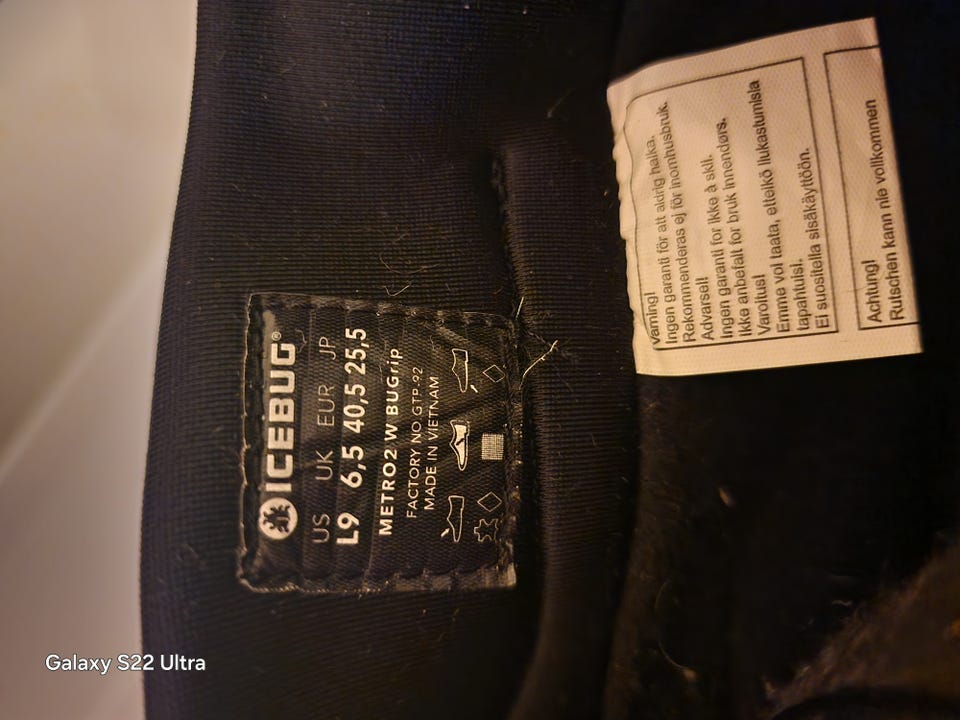 ICEBUG®
US UK EUR JP
L9 6,5 40,5 25,5
METRO2 W BUGrip
FACTORY NO.GTP-92
MADE IN VIETNAM
Varning!
Ingen garanti för att aldrig halka.
Rekommenderas ej för inomhusbruk.
Advarsel!
Ingen garanti for ikke å skli.
Ikke anbefalt for bruk innendørs.
Varoitus!
Emme voi taata, etteikö liukastumisia
tapahtuisi.
Ei suositella sisäkäyttöön.
Achtung!
Rutschen kann nie vollkommen
Galaxy S22 Ultra